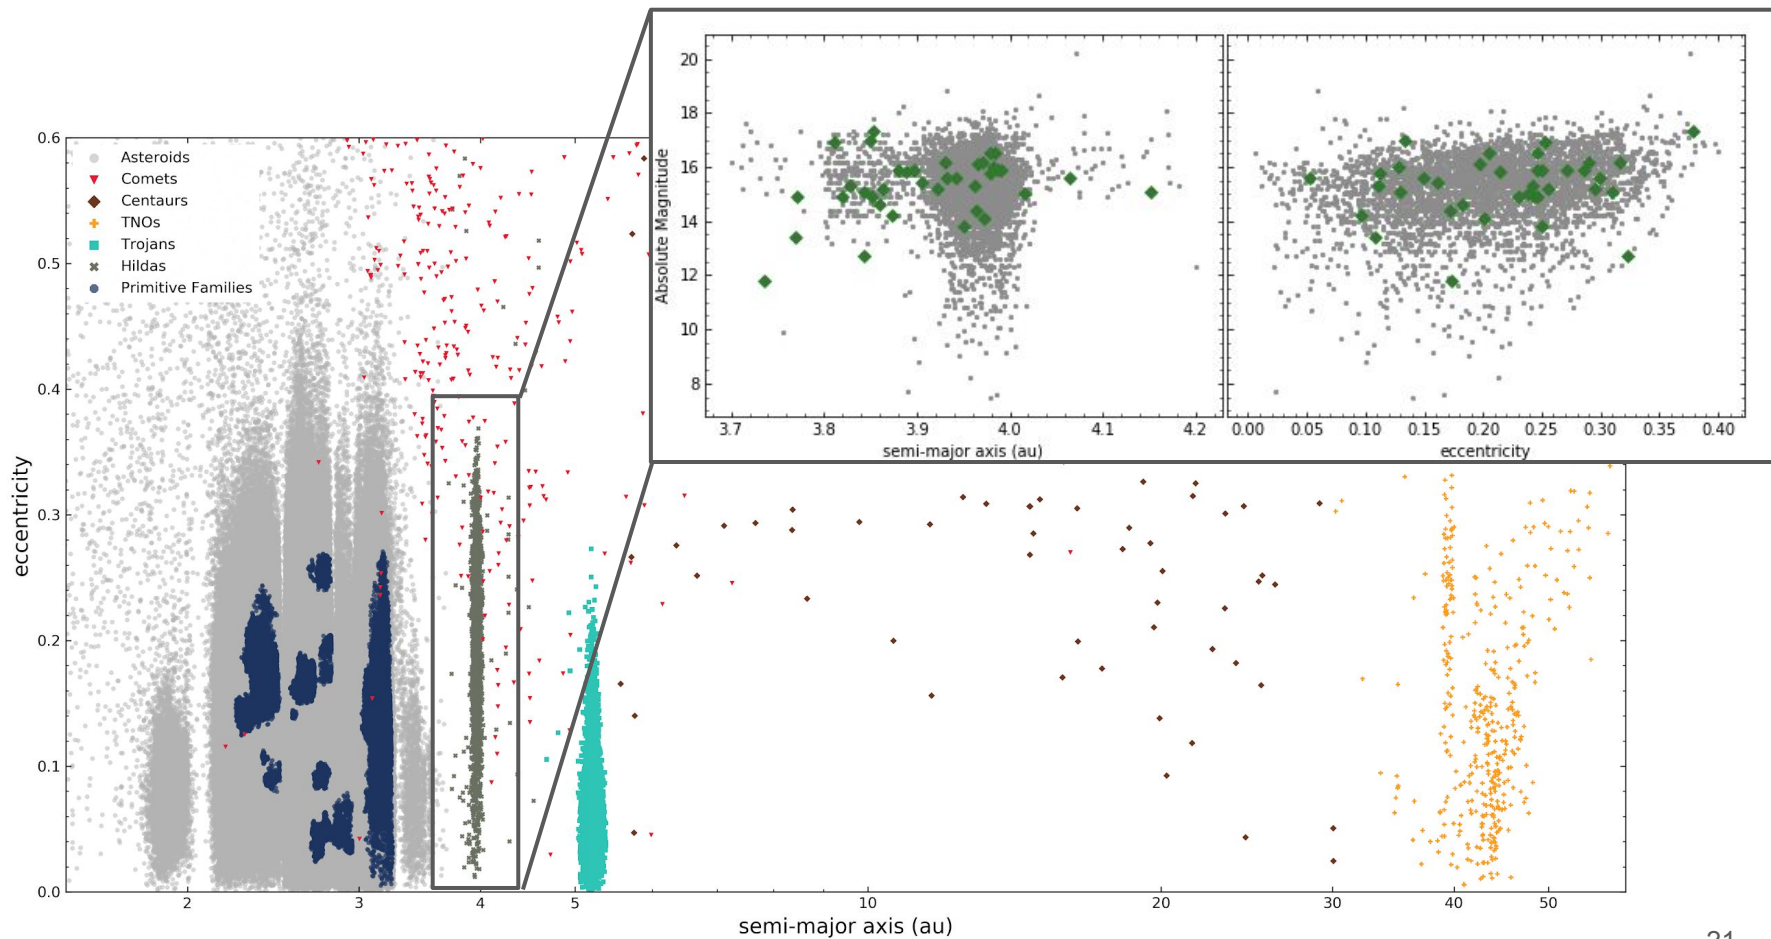 20
18
16
14
12
10
8
Absolute Magnitude
3.7 3.8 3.9 4.0 4.1 4.2
semi-major axis (au)
0.00 0.05 0.10 0.15 0.20 0.25 0.30 0.35 0.40
eccentricity
0.6
0.5
0.4
0.3
0.2
0.1
0.0
eccentricity
Asteroids
Comets
Centaurs
TNOs
Trojans
Hildas
Primitive Families
2 3 4 5 10 20 30 40 50
semi-major axis (au)